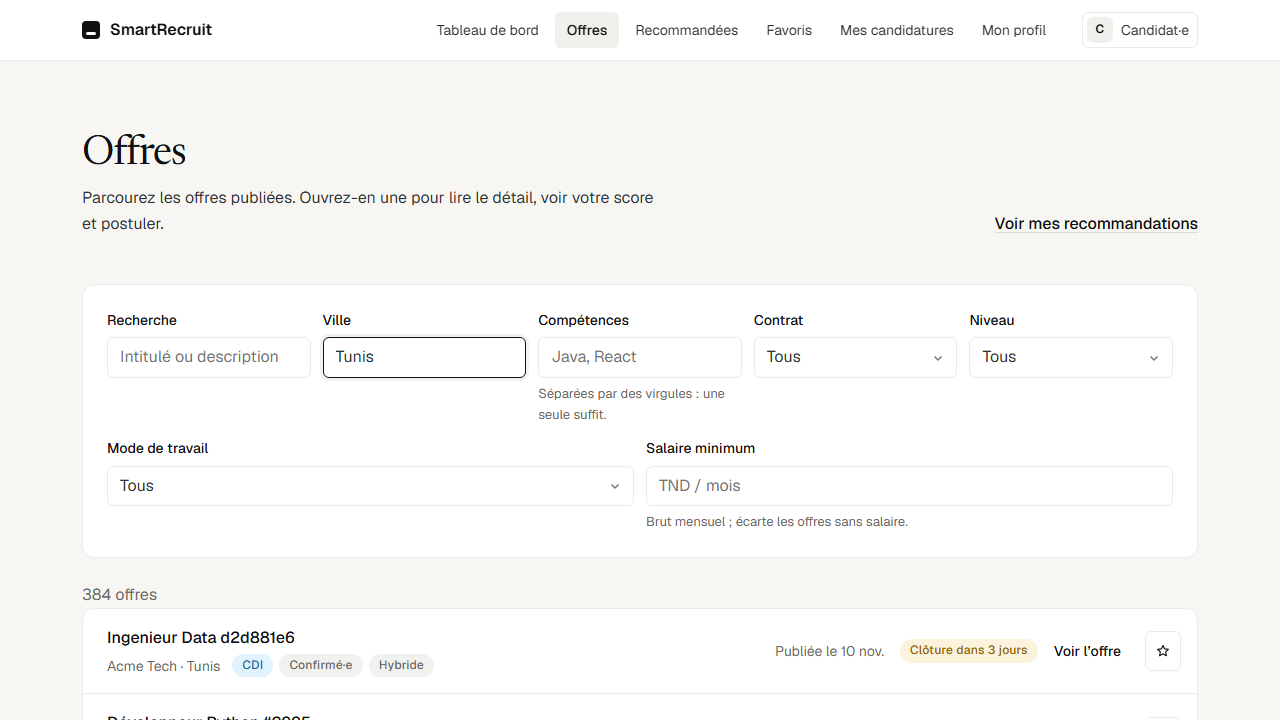 SmartRecruit
Tableau de bord
Offres
Recommandées
Favoris
Mes candidatures
Mon profil
C
Candidat·e
Offres
Parcourez les offres publiées. Ouvrez-en une pour lire le détail, voir votre score
et postuler.
Voir mes recommandations
Recherche
Ville
Compétences
Contrat
Niveau
Intitulé ou description
Tunis
Java, React
Tous
Tous
Séparées par des virgules : une
seule suffit.
Mode de travail
Salaire minimum
Tous
TND / mois
Brut mensuel ; écarte les offres sans salaire.
384 offres
Ingenieur Data d2d881e6
Acme Tech · Tunis
CDI
Confirmé·e
Hybride
Publiée le 10 nov.
Clôture dans 3 jours
Voir l'offre